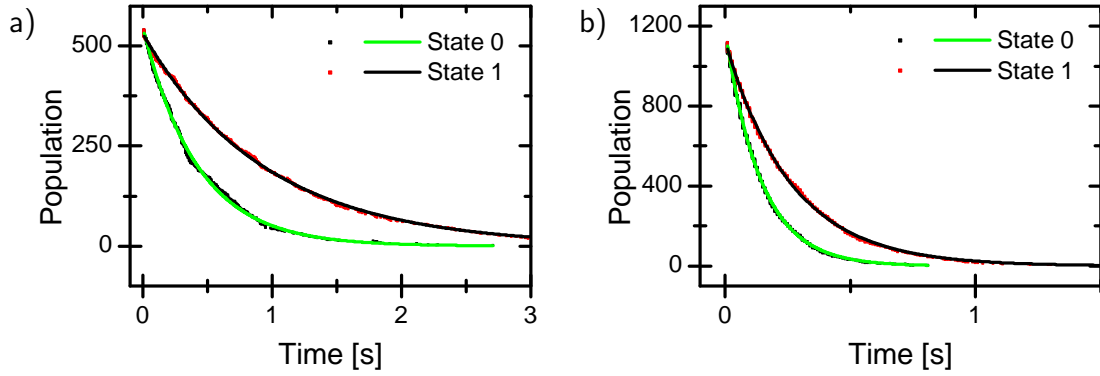 a)
500
250
0
Population
State 0
State 1
0
1
2
3
Time [s]
b)
1200
800
400
0
Population
State 0
State 1
0
1
Time [s]